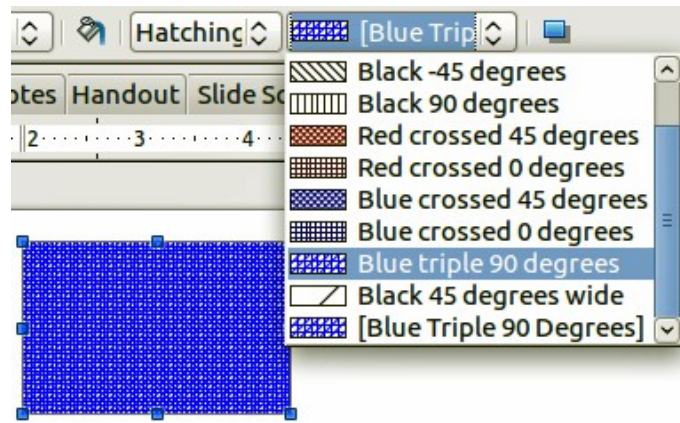 Hatching [Blue Trip
Black -45 degrees
otes Handout Slide So
Black 90 degrees
Red crossed 45 degrees
2 3 4
Red crossed 0 degrees
Blue crossed 45 degrees
Blue crossed 0 degrees
Blue triple 90 degrees
Black 45 degrees wide
[Blue Triple 90 Degrees]